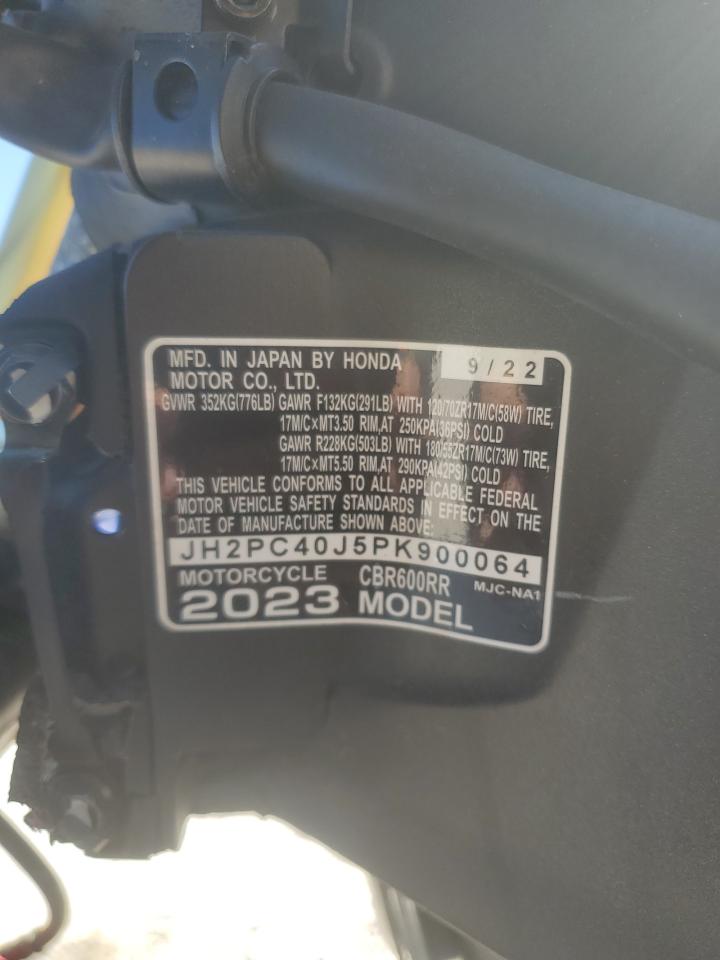 MFD. IN JAPAN BY HONDA 9/22
MOTOR CO., LTD.
GVWR 352KG(776LB) GAWR F132KG(291LB) WITH 120/70ZR17M/C(58W) TIRE,
17M/C×MT3.50 RIM,AT 250KPA(36PSI) COLD
GAWR R228KG(503LB) WITH 180/55ZR17M/C(73W) TIRE,
17M/C×MT5.50 RIM,AT 290KPA(42PSI) COLD
THIS VEHICLE CONFORMS TO ALL APPLICABLE FEDERAL
MOTOR VEHICLE SAFETY STANDARDS IN EFFECT ON THE
DATE OF MANUFACTURE SHOWN ABOVE:
JH2PC40J5PK900064
MOTORCYCLE CBR600RR MJC-NA1
2023 MODEL